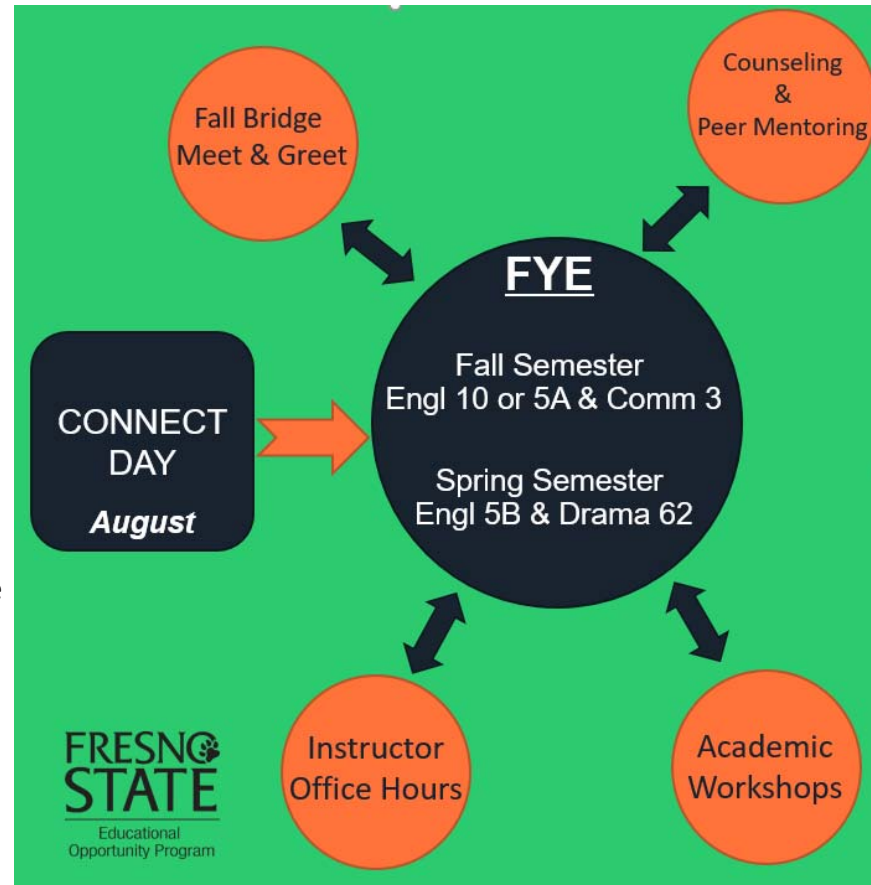 Fall Bridge
Meet & Greet
Counseling
&
Peer Mentoring
FYE
Fall Semester
Engl 10 or 5A & Comm 3
Spring Semester
Engl 5B & Drama 62
CONNECT
DAY
August
Instructor
Office Hours
Academic
Workshops
FRESNO
STATE
Educational
Opportunity Program